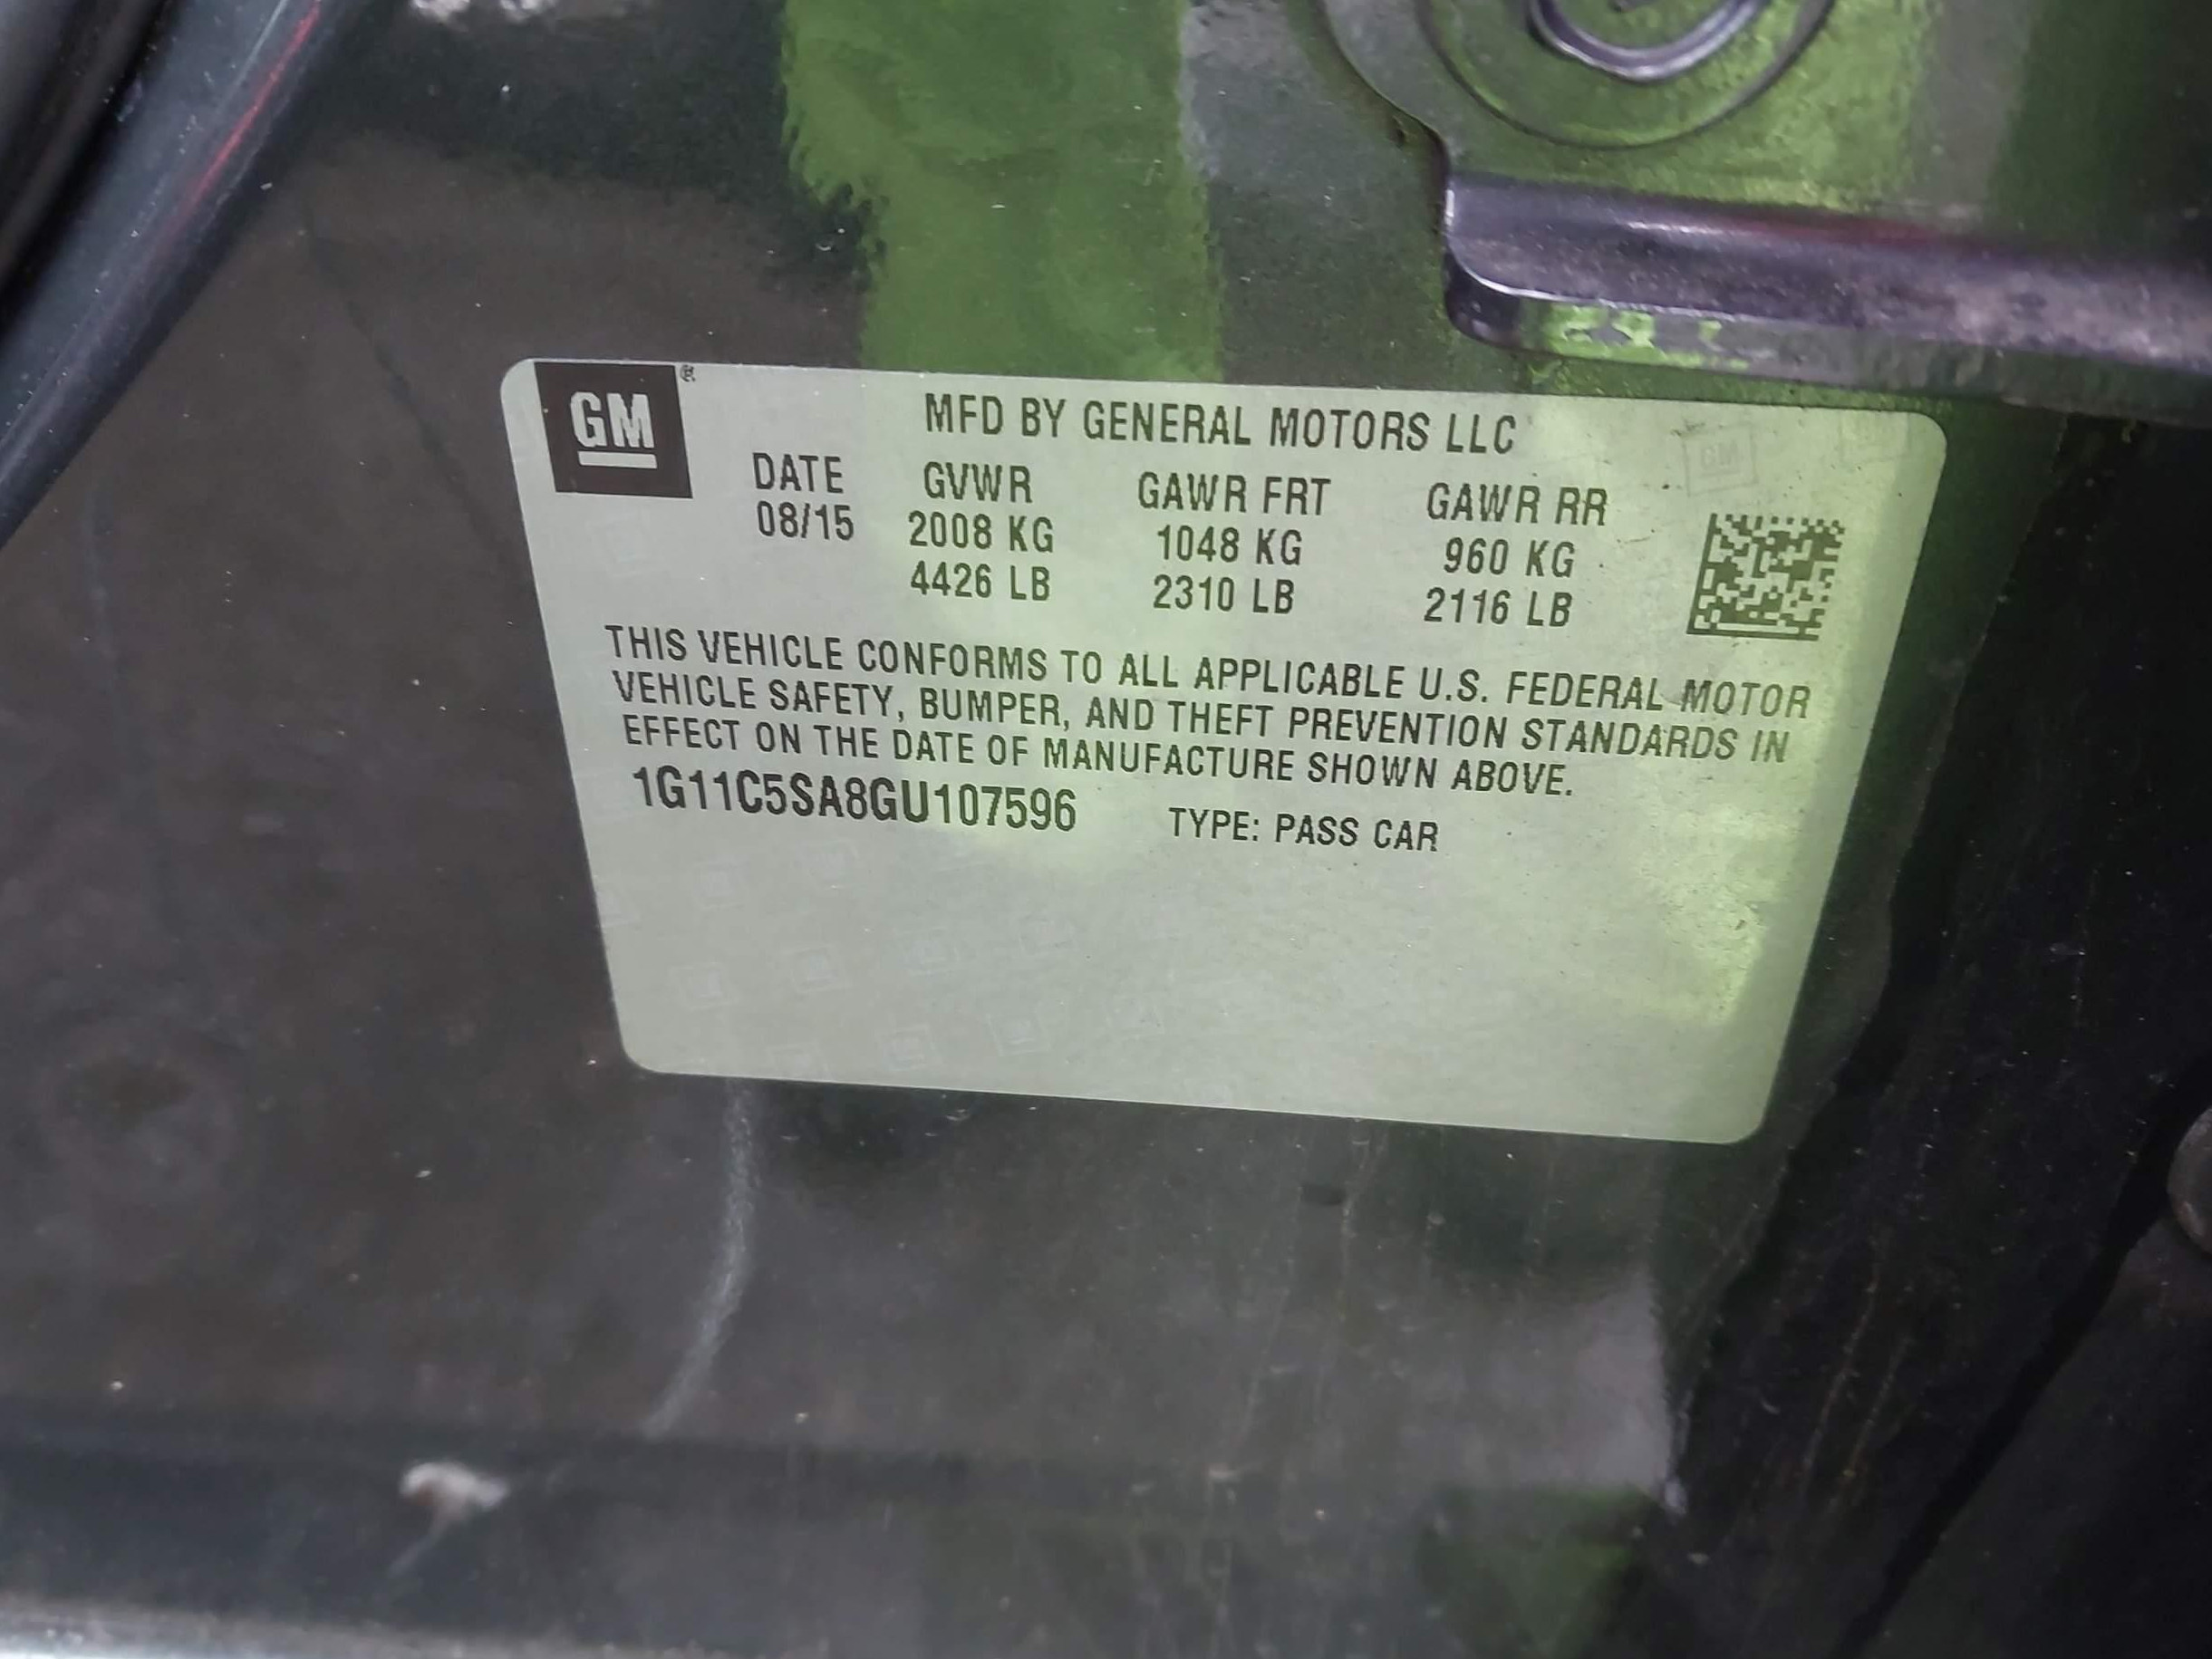 GM
MFD BY GENERAL MOTORS LLC
DATE GVWR GAWR FRT GAWR RR
08/15 2008 KG 1048 KG 960 KG
4426 LB 2310 LB 2116 LB
THIS VEHICLE CONFORMS TO ALL APPLICABLE U.S. FEDERAL MOTOR
VEHICLE SAFETY, BUMPER, AND THEFT PREVENTION STANDARDS IN
EFFECT ON THE DATE OF MANUFACTURE SHOWN ABOVE.
1G11C5SA8GU107596 TYPE: PASS CAR